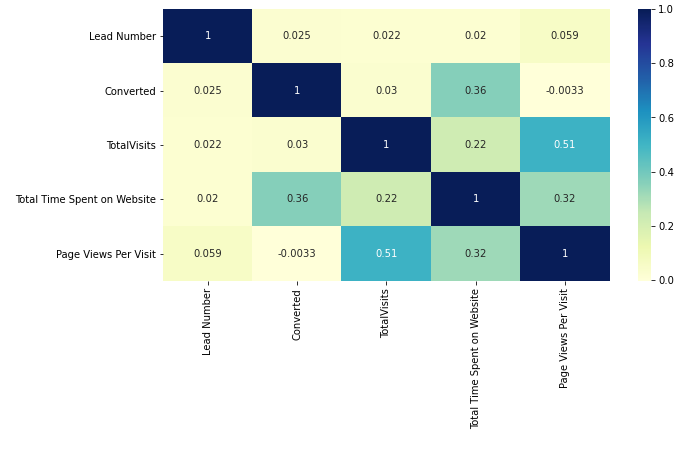 Lead Number 1 0.025 0.022 0.02 0.059
Converted 0.025 1 0.03 0.36 -0.0033
TotalVisits 0.022 0.03 1 0.22 0.51
Total Time Spent on Website 0.02 0.36 0.22 1 0.32
Page Views Per Visit 0.059 -0.0033 0.51 0.32 1
Lead Number
Converted
TotalVisits
Total Time Spent on Website
Page Views Per Visit
1.0
0.8
0.6
0.4
0.2
0.0